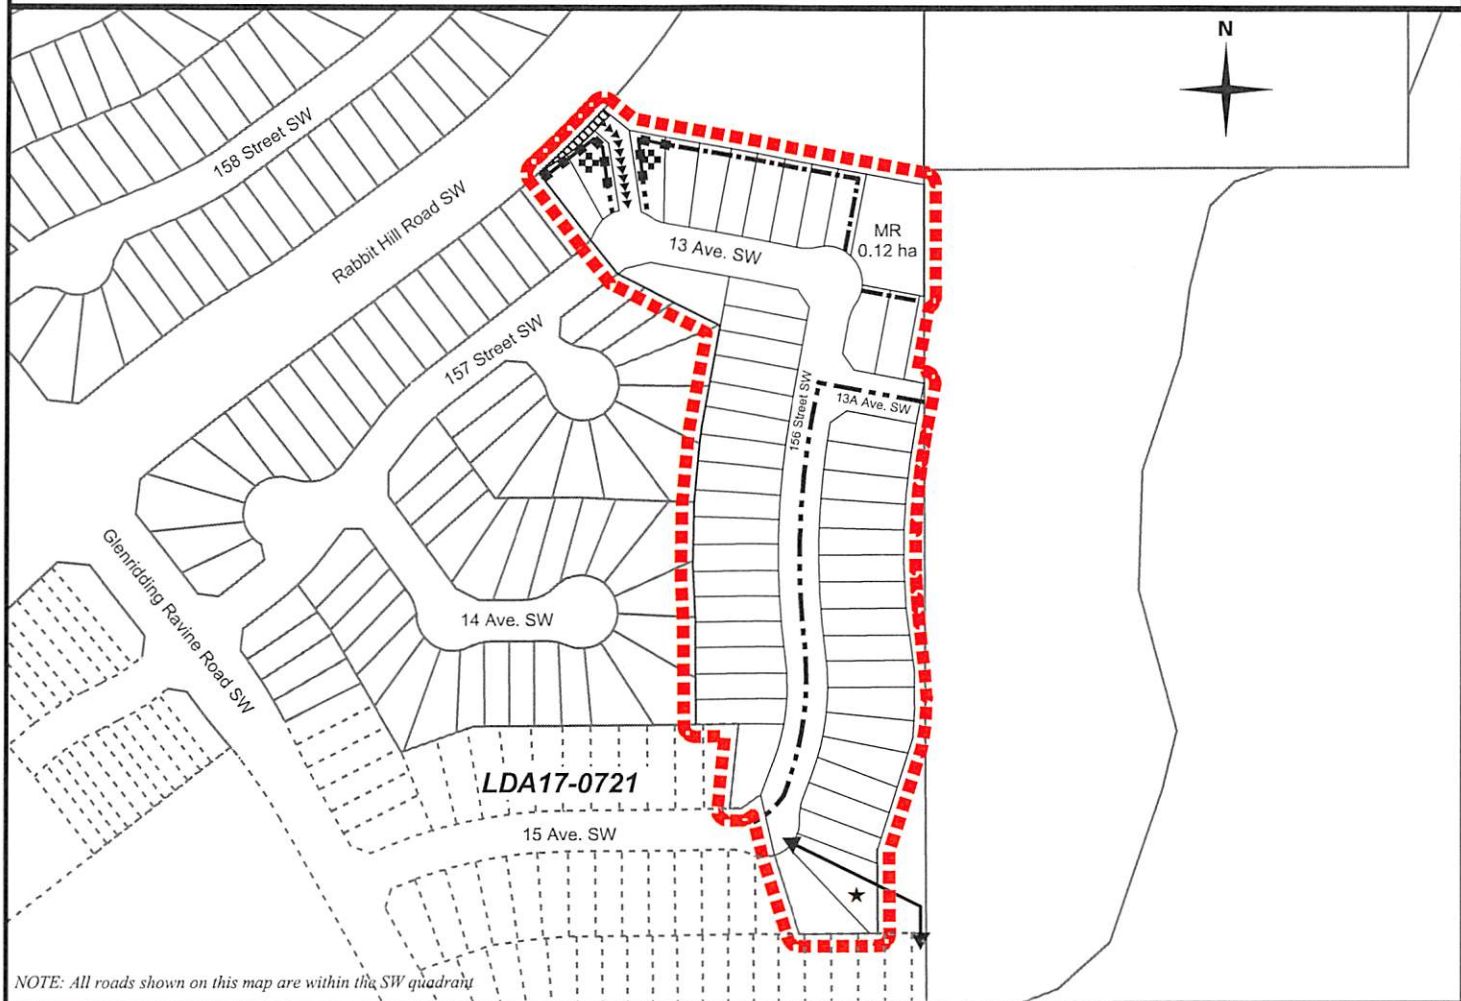 N
158 Street SW
Rabbit Hill Road SW
13 Ave. SW
MR
0.12 ha
157 Street SW
156 Street SW
13A Ave. SW
Glenridding Ravine Road SW
14 Ave. SW
LDA17-0721
15 Ave. SW
NOTE: All roads shown on this map are within the SW quadrant